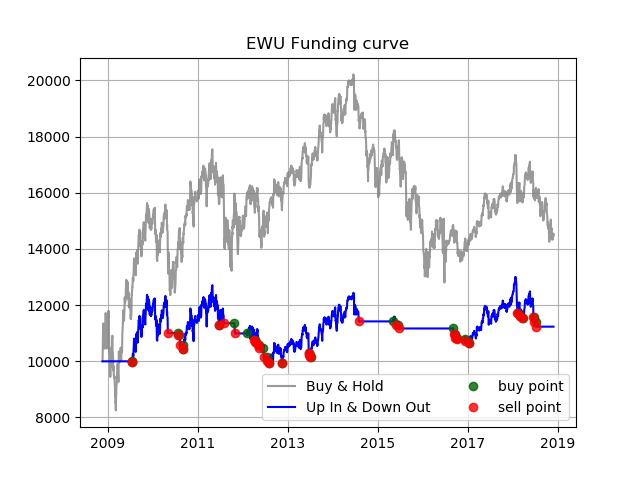 EWU Funding curve
20000
18000
16000
14000
12000
10000
8000
Buy & Hold
Up In & Down Out
buy point
sell point
2009 2011 2013 2015 2017 2019